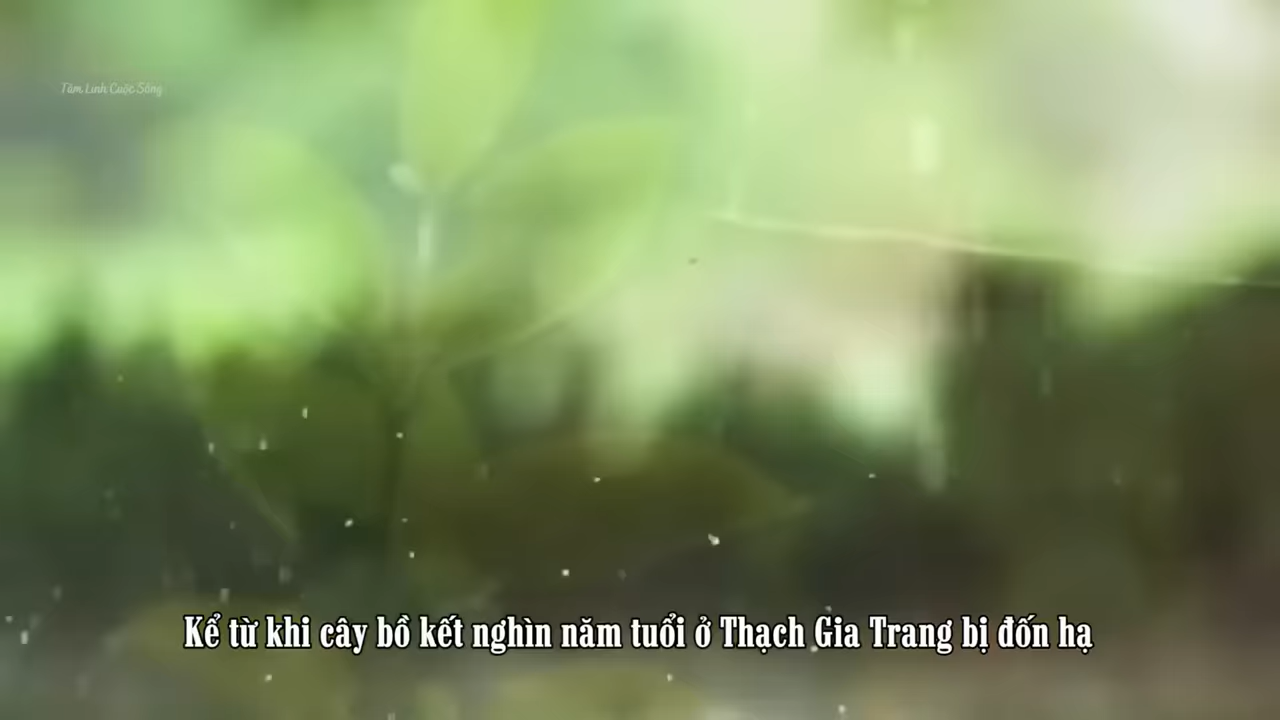 Tâm Linh Cuộc Sống
Kể từ khi cây bồ kết nghìn năm tuổi ở Thạch Gia Trang bị đốn hạ